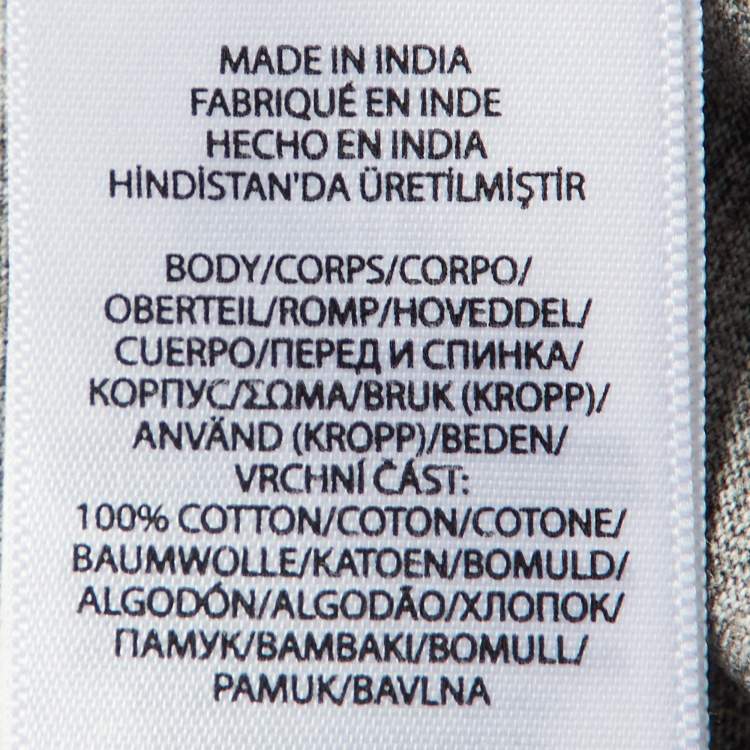 MADE IN INDIA
FABRIQUÉ EN INDE
HECHO EN INDIA
HİNDİSTAN'DA ÜRETİLMİŞTİR
BODY/CORPS/CORPO/
OBERTEIL/ROMP/HOVEDDEL/
CUERPO/ПЕРЕД И СПИНКА/
КОРПУС/ΣΩΜΑ/BRUK (KROPP)/
ANVÄND (KROPP)/BEDEN/
VRCHNÍ ČÁST:
100% COTTON/COTON/COTONE/
BAUMWOLLE/KATOEN/BOMULD/
ALGODÓN/ALGODÃO/ХЛОПОК/
ПАМУК/BAMBAKI/BOMULL/
PAMUK/BAVLNA